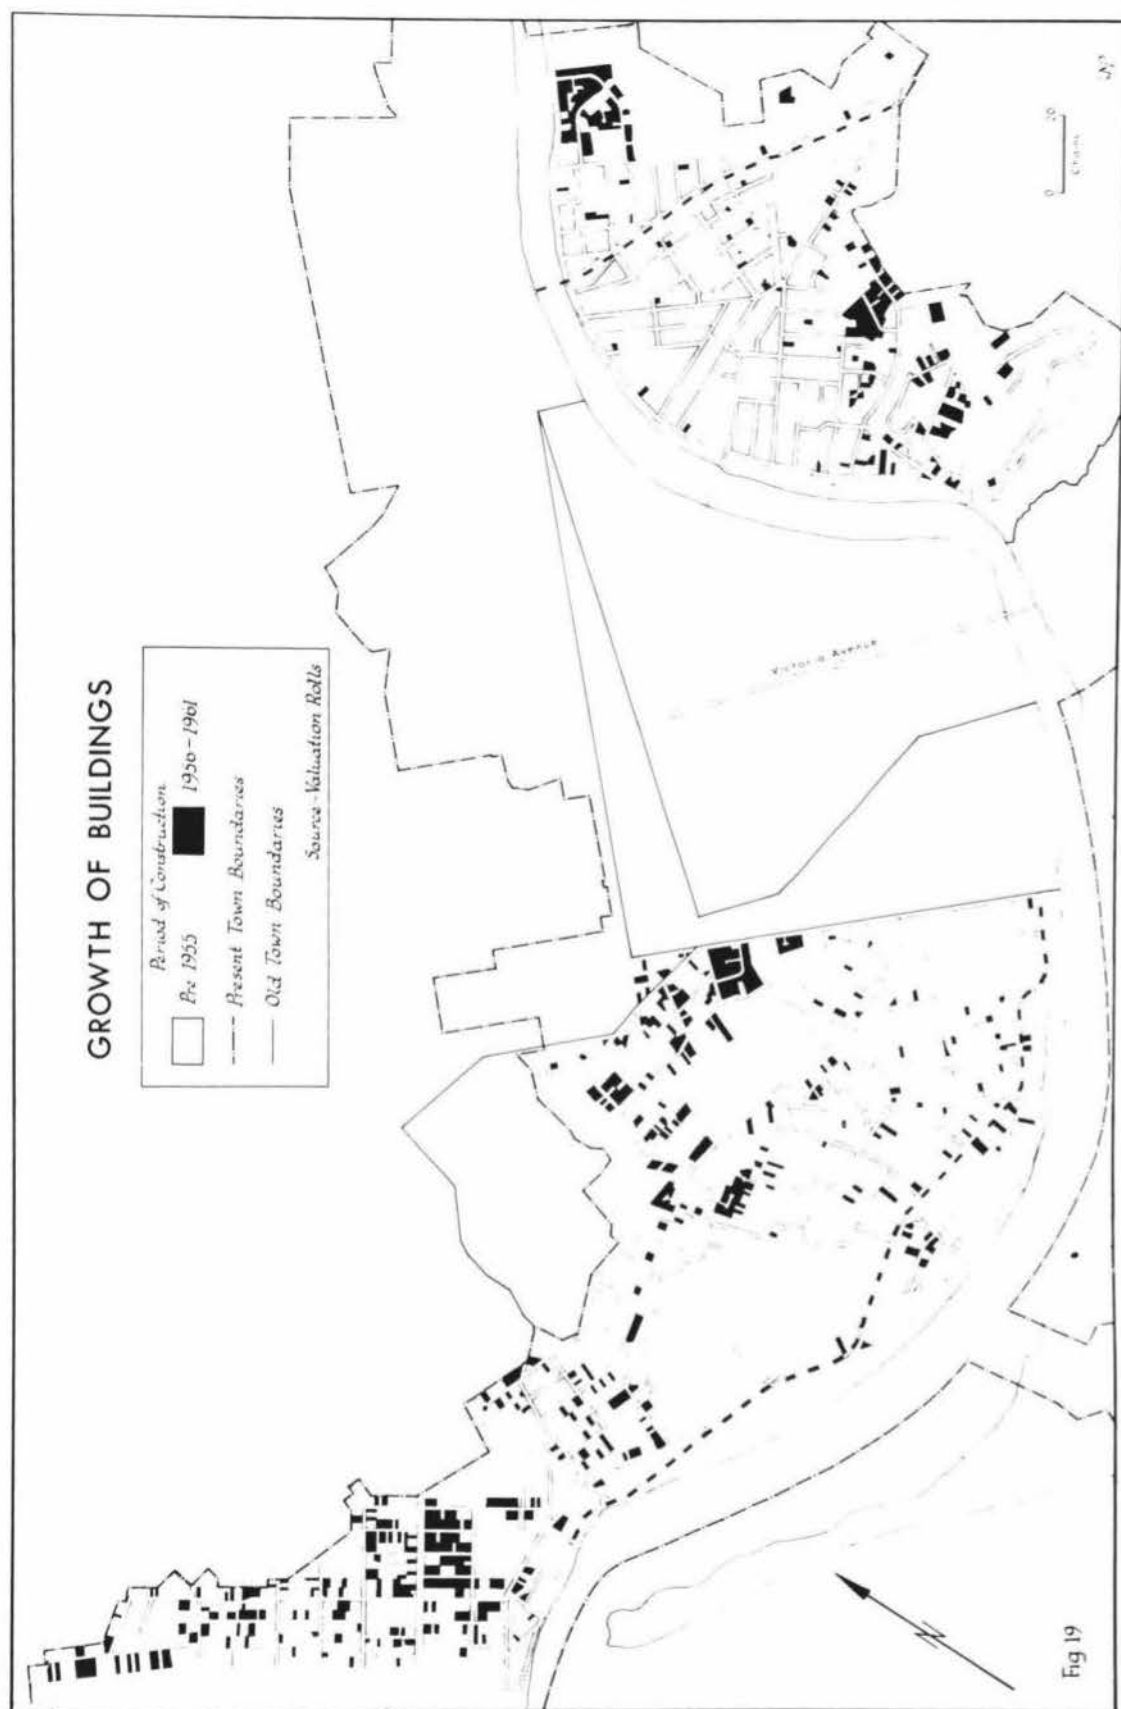 GROWTH OF BUILDINGS
Period of Construction
Pre 1955 1956-1961
Present Town Boundaries
Old Town Boundaries
Source-Valuation Rolls
Victoria Avenue
0 20
Chains
Fig 19